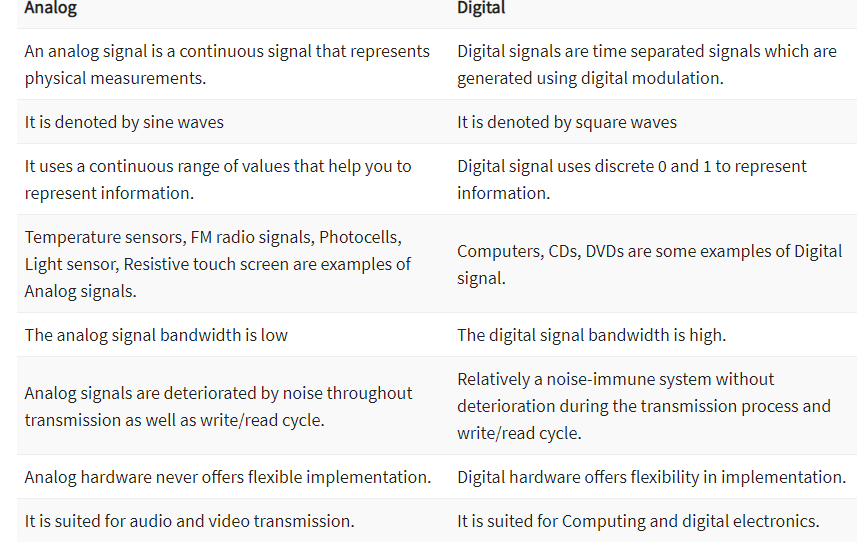 Analog
Digital
An analog signal is a continuous signal that represents
physical measurements.
Digital signals are time separated signals which are
generated using digital modulation.
It is denoted by sine waves
It is denoted by square waves
It uses a continuous range of values that help you to
represent information.
Digital signal uses discrete 0 and 1 to represent
information.
Temperature sensors, FM radio signals, Photocells,
Light sensor, Resistive touch screen are examples of
Analog signals.
Computers, CDs, DVDs are some examples of Digital
signal.
The analog signal bandwidth is low
The digital signal bandwidth is high.
Analog signals are deteriorated by noise throughout
transmission as well as write/read cycle.
Relatively a noise-immune system without
deterioration during the transmission process and
write/read cycle.
Analog hardware never offers flexible implementation.
Digital hardware offers flexibility in implementation.
It is suited for audio and video transmission.
It is suited for Computing and digital electronics.